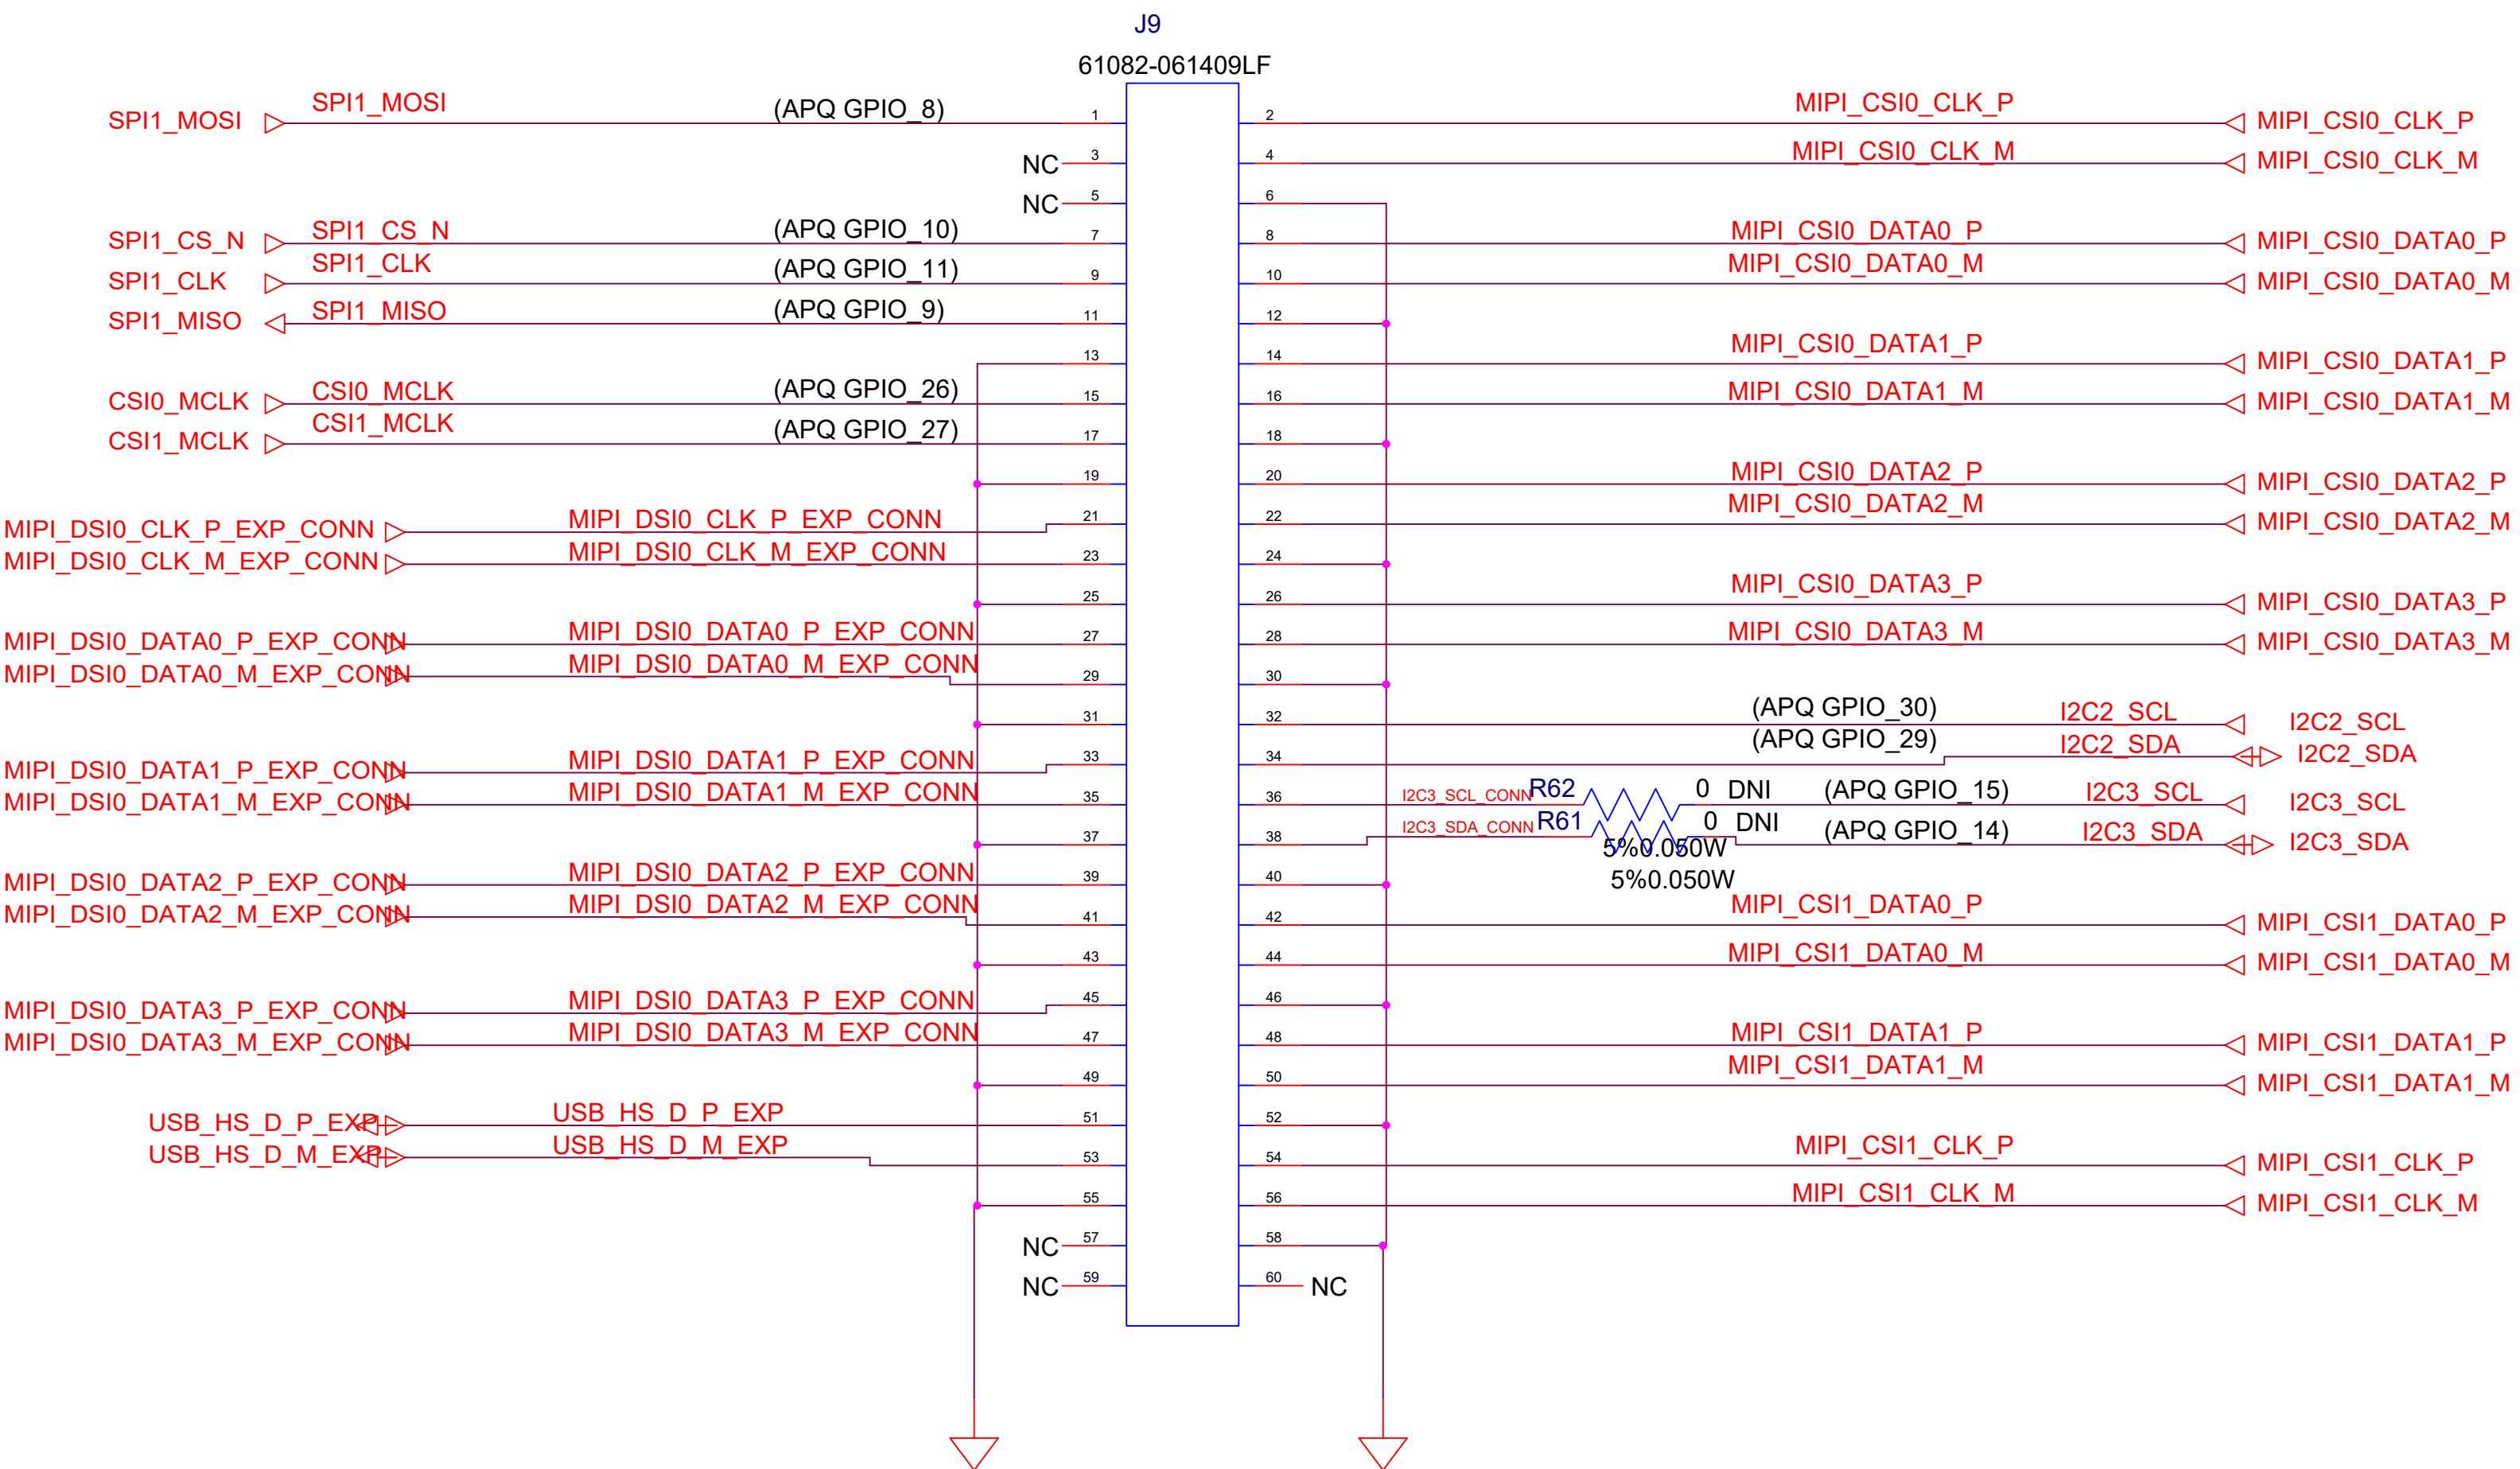 J9
61082-061409LF
SPI1_MOSI SPI1_MOSI (APQ GPIO_8) 1 2 MIPI_CSI0_CLK_P MIPI_CSI0_CLK_P
NC 3 4 MIPI_CSI0_CLK_M MIPI_CSI0_CLK_M
NC 5 6
SPI1_CS_N SPI1_CS_N (APQ GPIO_10) 7 8 MIPI_CSI0_DATA0_P MIPI_CSI0_DATA0_P
SPI1_CLK SPI1_CLK (APQ GPIO_11) 9 10 MIPI_CSI0_DATA0_M MIPI_CSI0_DATA0_M
SPI1_MISO SPI1_MISO (APQ GPIO_9) 11 12
13 14 MIPI_CSI0_DATA1_P MIPI_CSI0_DATA1_P
CSI0_MCLK CSI0_MCLK (APQ GPIO_26) 15 16 MIPI_CSI0_DATA1_M MIPI_CSI0_DATA1_M
CSI1_MCLK CSI1_MCLK (APQ GPIO_27) 17 18
19 20 MIPI_CSI0_DATA2_P MIPI_CSI0_DATA2_P
MIPI_DSI0_CLK_P_EXP_CONN MIPI_DSI0_CLK_P_EXP_CONN 21 22 MIPI_CSI0_DATA2_M MIPI_CSI0_DATA2_M
MIPI_DSI0_CLK_M_EXP_CONN MIPI_DSI0_CLK_M_EXP_CONN 23 24
25 26 MIPI_CSI0_DATA3_P MIPI_CSI0_DATA3_P
MIPI_DSI0_DATA0_P_EXP_CONN MIPI_DSI0_DATA0_P_EXP_CONN 27 28 MIPI_CSI0_DATA3_M MIPI_CSI0_DATA3_M
MIPI_DSI0_DATA0_M_EXP_CONN MIPI_DSI0_DATA0_M_EXP_CONN 29 30
31 32 (APQ GPIO_30) I2C2_SCL I2C2_SCL
MIPI_DSI0_DATA1_P_EXP_CONN MIPI_DSI0_DATA1_P_EXP_CONN 33 34 (APQ GPIO_29) I2C2_SDA I2C2_SDA
MIPI_DSI0_DATA1_M_EXP_CONN MIPI_DSI0_DATA1_M_EXP_CONN 35 36 I2C3_SCL_CONN R62 0 DNI (APQ GPIO_15) I2C3_SCL I2C3_SCL
37 38 I2C3_SDA_CONN R61 0 DNI (APQ GPIO_14) I2C3_SDA I2C3_SDA
5%0.050W
MIPI_DSI0_DATA2_P_EXP_CONN MIPI_DSI0_DATA2_P_EXP_CONN 39 40 5%0.050W
MIPI_DSI0_DATA2_M_EXP_CONN MIPI_DSI0_DATA2_M_EXP_CONN 41 42 MIPI_CSI1_DATA0_P MIPI_CSI1_DATA0_P
43 44 MIPI_CSI1_DATA0_M MIPI_CSI1_DATA0_M
MIPI_DSI0_DATA3_P_EXP_CONN MIPI_DSI0_DATA3_P_EXP_CONN 45 46
MIPI_DSI0_DATA3_M_EXP_CONN MIPI_DSI0_DATA3_M_EXP_CONN 47 48 MIPI_CSI1_DATA1_P MIPI_CSI1_DATA1_P
49 50 MIPI_CSI1_DATA1_M MIPI_CSI1_DATA1_M
USB_HS_D_P_EXP USB_HS_D_P_EXP 51 52
USB_HS_D_M_EXP USB_HS_D_M_EXP 53 54 MIPI_CSI1_CLK_P MIPI_CSI1_CLK_P
55 56 MIPI_CSI1_CLK_M MIPI_CSI1_CLK_M
NC 57 58
NC 59 60 NC